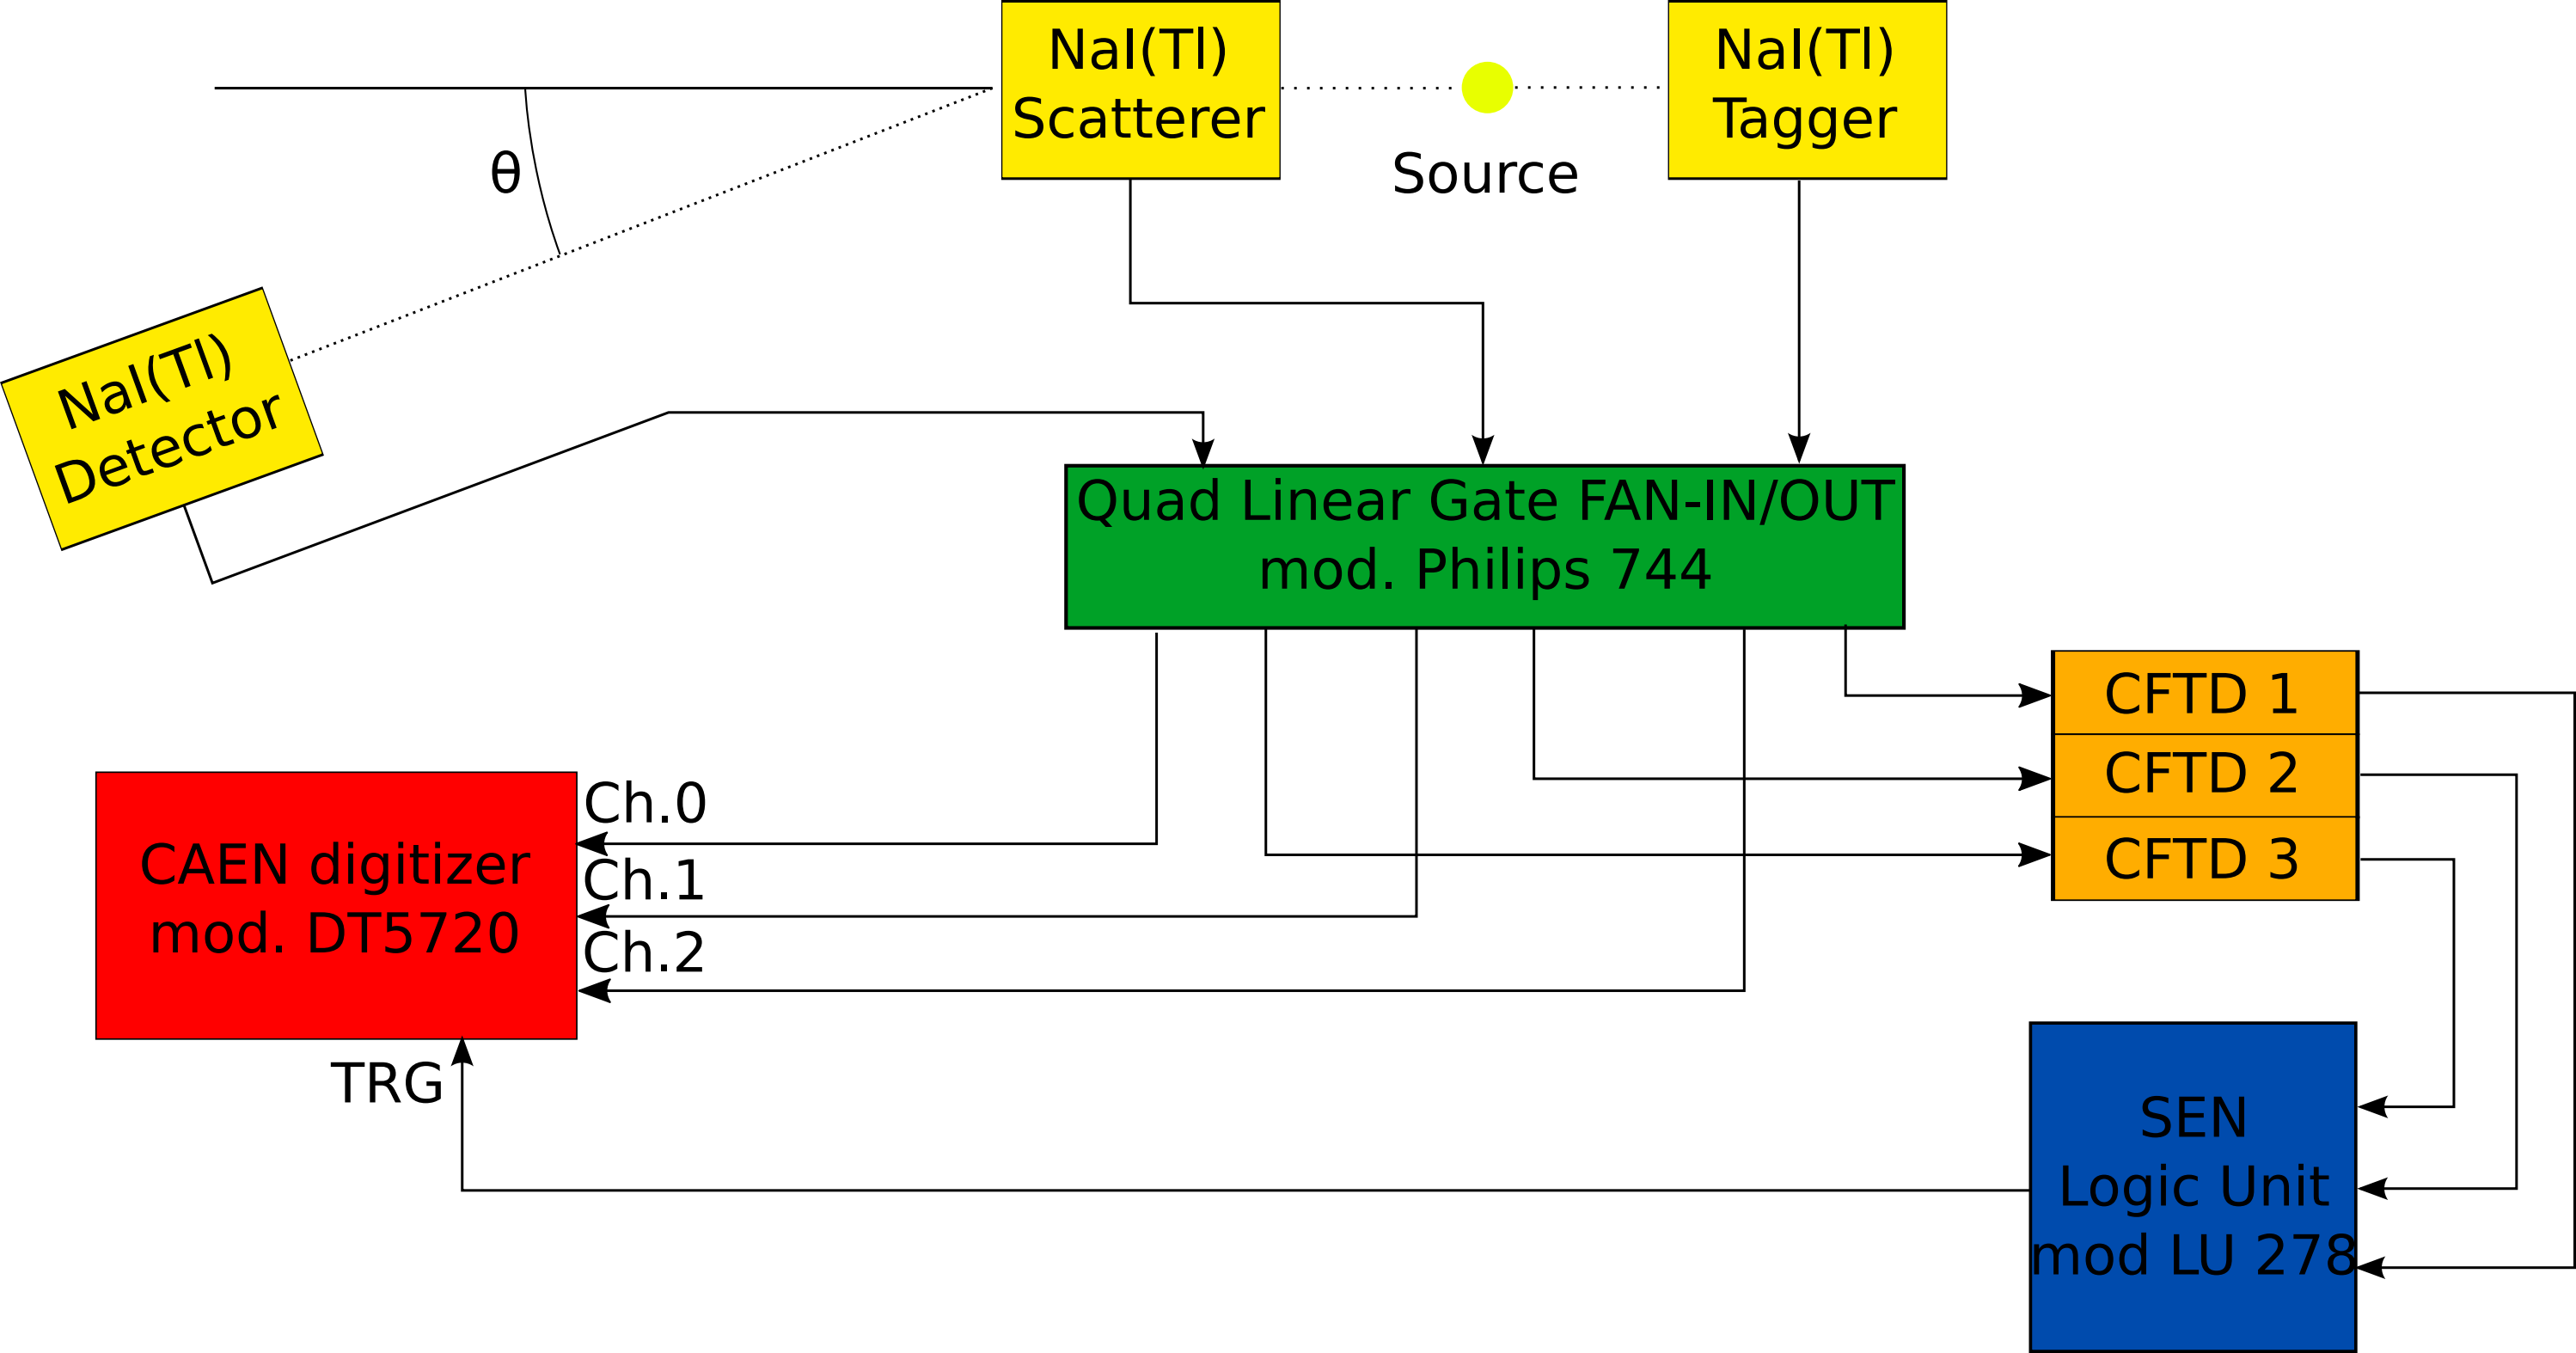 NaI(Tl)
Scatterer
NaI(Tl)
Tagger
Source
θ
NaI(Tl)
Detector
Quad Linear Gate FAN-IN/OUT
mod. Philips 744
CFTD 1
CFTD 2
CFTD 3
Ch.0
Ch.1
Ch.2
CAEN digitizer
mod. DT5720
TRG
SEN
Logic Unit
mod LU 278